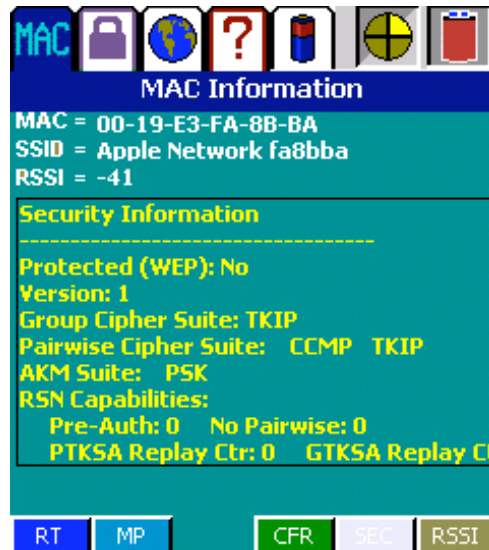 MAC ?
MAC Information
MAC = 00-19-E3-FA-8B-BA
SSID = Apple Network fa8bba
RSSI = -41
Security Information
-----------------------------------
Protected (WEP): No
Version: 1
Group Cipher Suite: TKIP
Pairwise Cipher Suite: CCMP TKIP
AKM Suite: PSK
RSN Capabilities:
Pre-Auth: 0 No Pairwise: 0
PTKSA Replay Ctr: 0 GTKSA Replay
RT MP CFR SEC RSSI